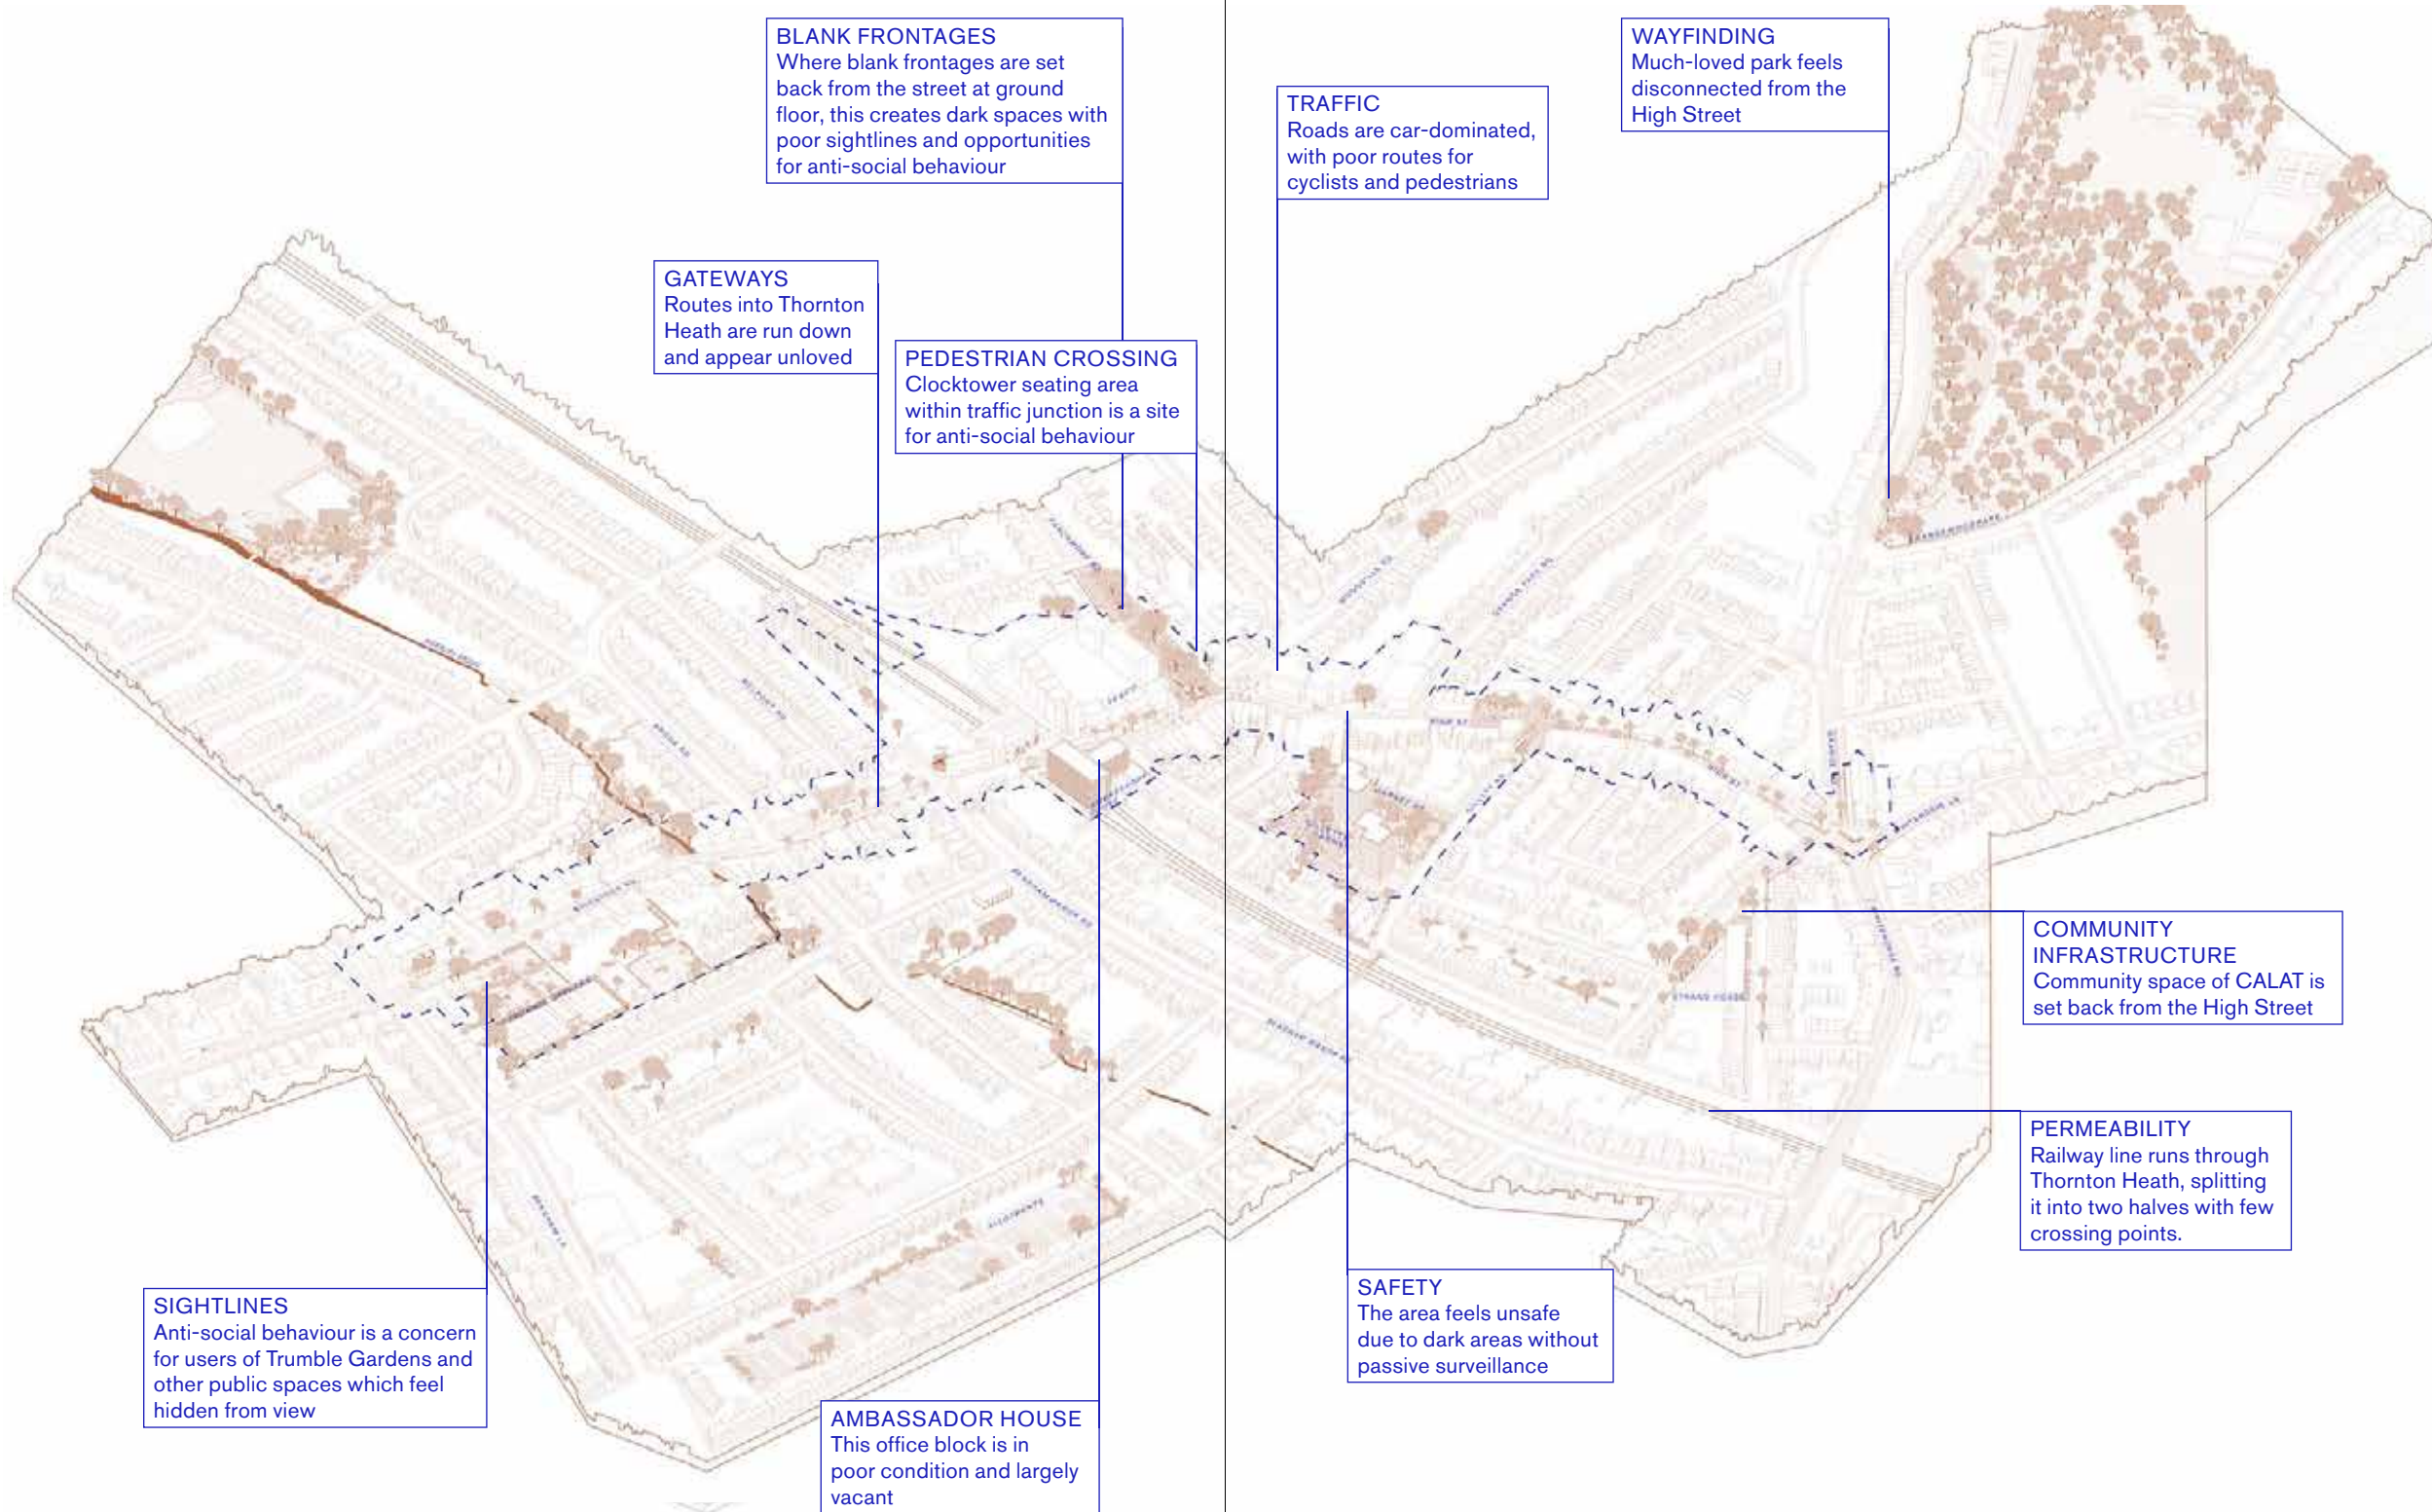 BLANK FRONTAGES
Where blank frontages are set
back from the street at ground
floor, this creates dark spaces with
poor sightlines and opportunities
for anti-social behaviour
TRAFFIC
Roads are car-dominated,
with poor routes for
cyclists and pedestrians
WAYFINDING
Much-loved park feels
disconnected from the
High Street
GATEWAYS
Routes into Thornton
Heath are run down
and appear unloved
PEDESTRIAN CROSSING
Clocktower seating area
within traffic junction is a site
for anti-social behaviour
HIGH ST
HIGH ST
ALLOTMENTS
COMMUNITY
INFRASTRUCTURE
Community space of CALAT is
set back from the High Street
PERMEABILITY
Railway line runs through
Thornton Heath, splitting
it into two halves with few
crossing points.
SAFETY
The area feels unsafe
due to dark areas without
passive surveillance
SIGHTLINES
Anti-social behaviour is a concern
for users of Trumble Gardens and
other public spaces which feel
hidden from view
AMBASSADOR HOUSE
This office block is in
poor condition and largely
vacant